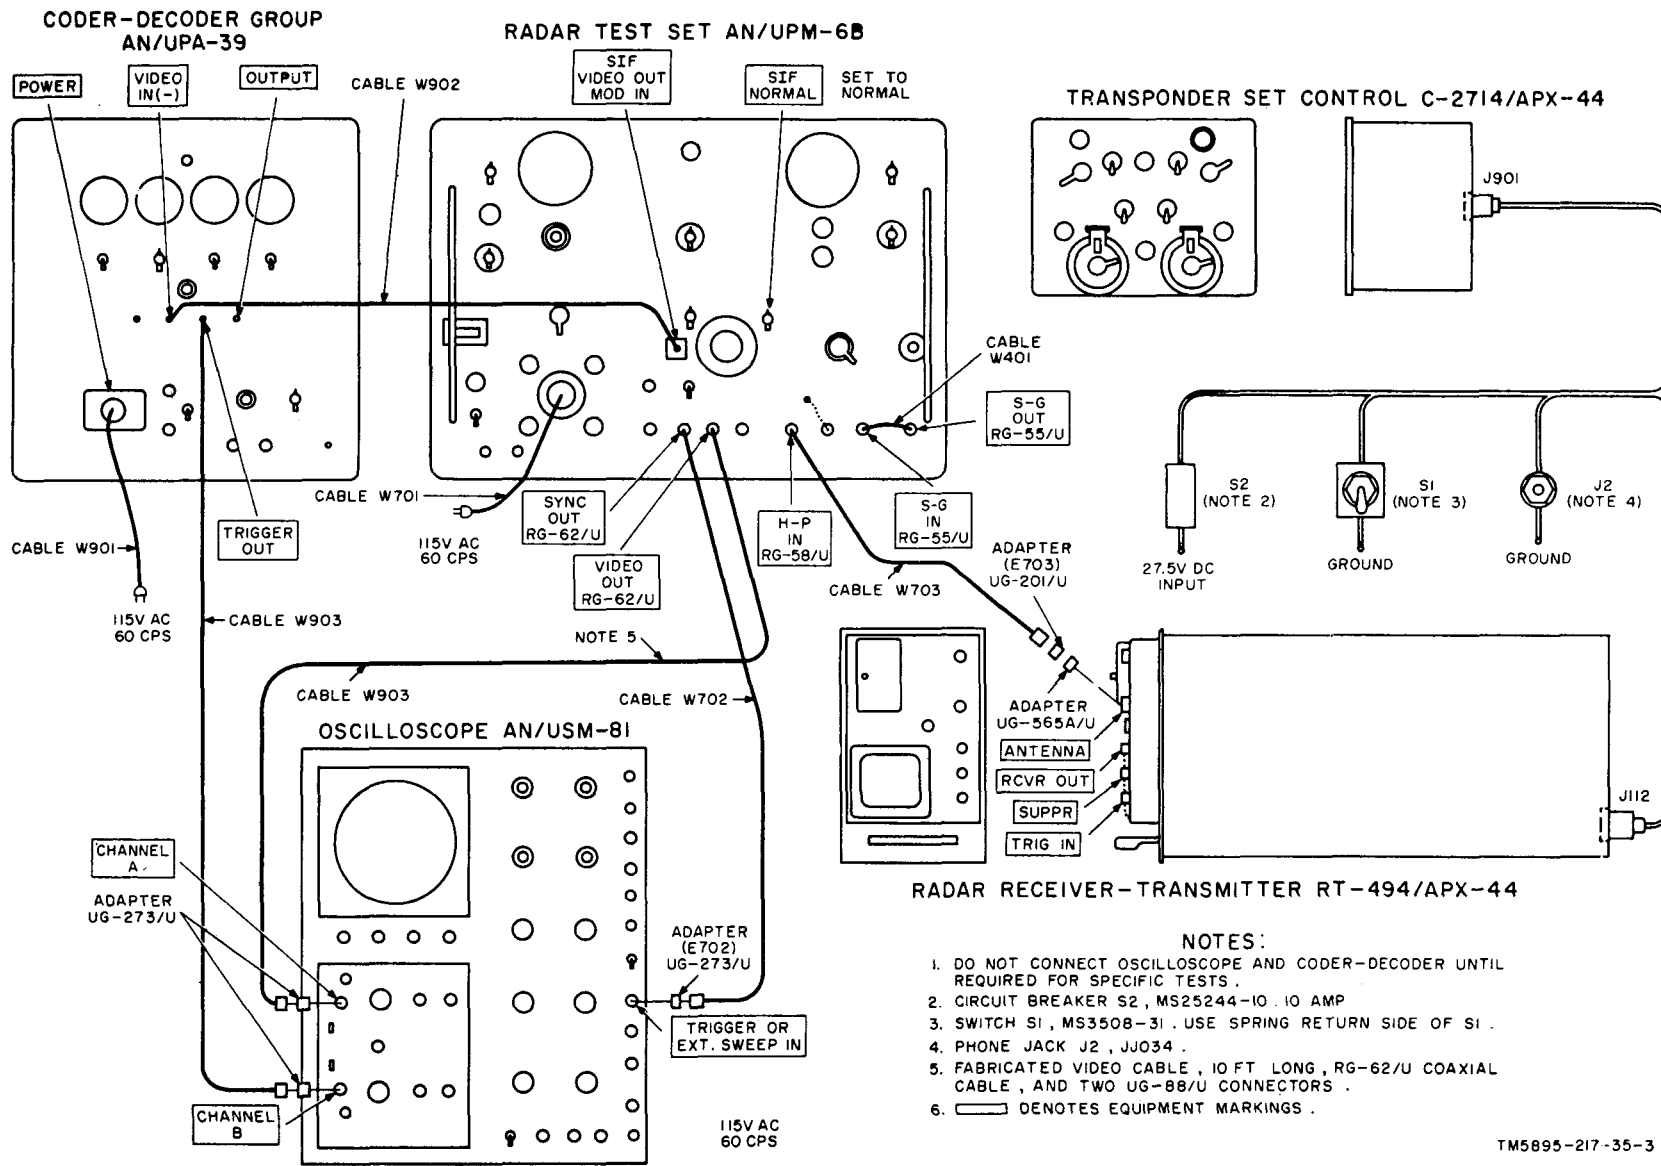 CODER-DECODER GROUP
AN/UPA-39
RADAR TEST SET AN/UPM-6B
POWER
VIDEO
IN(-)
OUTPUT
CABLE W902
SIF
VIDEO OUT
MOD IN
SIF
NORMAL
SET TO
NORMAL
TRANSPONDER SET CONTROL C-2714/APX-44
J901
CABLE
W401
S-G
OUT
RG-55/U
S-G
IN
RG-55/U
S2
(NOTE 2)
S1
(NOTE 3)
J2
(NOTE 4)
27.5V DC
INPUT
GROUND
GROUND
CABLE W901
115V AC
60 CPS
TRIGGER
OUT
CABLE W903
CABLE W701
115V AC
60 CPS
SYNC
OUT
RG-62/U
VIDEO
OUT
RG-62/U
H-P
IN
RG-58/U
CABLE W703
ADAPTER
(E703)
UG-201/U
NOTE 5
CABLE W903
CABLE W702
ADAPTER
UG-565A/U
ANTENNA
RCVR OUT
SUPPR
TRIG IN
J112
RADAR RECEIVER-TRANSMITTER RT-494/APX-44
OSCILLOSCOPE AN/USM-81
CHANNEL
A
ADAPTER
UG-273/U
CHANNEL
B
ADAPTER
(E702)
UG-273/U
TRIGGER OR
EXT. SWEEP IN
115V AC
60 CPS
NOTES:
1. DO NOT CONNECT OSCILLOSCOPE AND CODER-DECODER UNTIL
REQUIRED FOR SPECIFIC TESTS.
2. CIRCUIT BREAKER S2, MS25244-10. 10 AMP
3. SWITCH S1, MS3508-31. USE SPRING RETURN SIDE OF S1.
4. PHONE JACK J2, JJ034.
5. FABRICATED VIDEO CABLE, 10 FT LONG, RG-62/U COAXIAL
CABLE, AND TWO UG-88/U CONNECTORS.
6. DENOTES EQUIPMENT MARKINGS.
TM5895-217-35-3